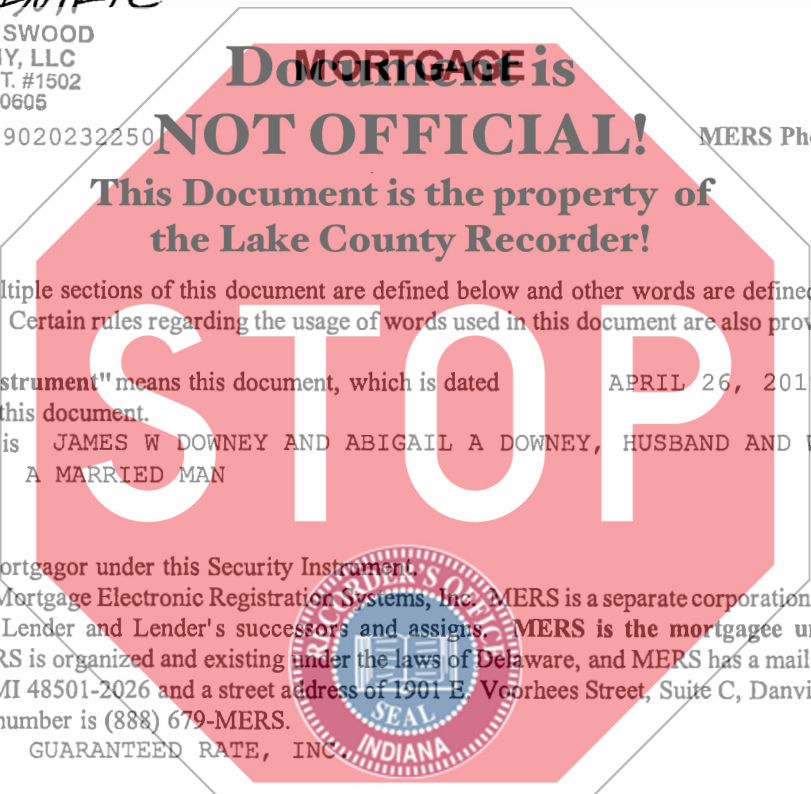 SWOOD
Y, LLC
T. #1502
0605
MORTGAGE
Document is
NOT OFFICIAL!
9020232250
MERS Pho
This Document is the property of
the Lake County Recorder!
ltiple sections of this document are defined below and other words are defined
Certain rules regarding the usage of words used in this document are also prov
strument" means this document, which is dated APRIL 26, 201
this document.
is JAMES W DOWNEY AND ABIGAIL A DOWNEY, HUSBAND AND W
A MARRIED MAN
STOP
ortgagor under this Security Instrument.
Mortgage Electronic Registration Systems, Inc. MERS is a separate corporation
Lender and Lender's successors and assigns. MERS is the mortgagee un
RS is organized and existing under the laws of Delaware, and MERS has a mail
MI 48501-2026 and a street address of 1901 E. Voorhees Street, Suite C, Danvi
number is (888) 679-MERS.
GUARANTEED RATE, INC.
RECORDER'S OFFICE
SEAL
INDIANA